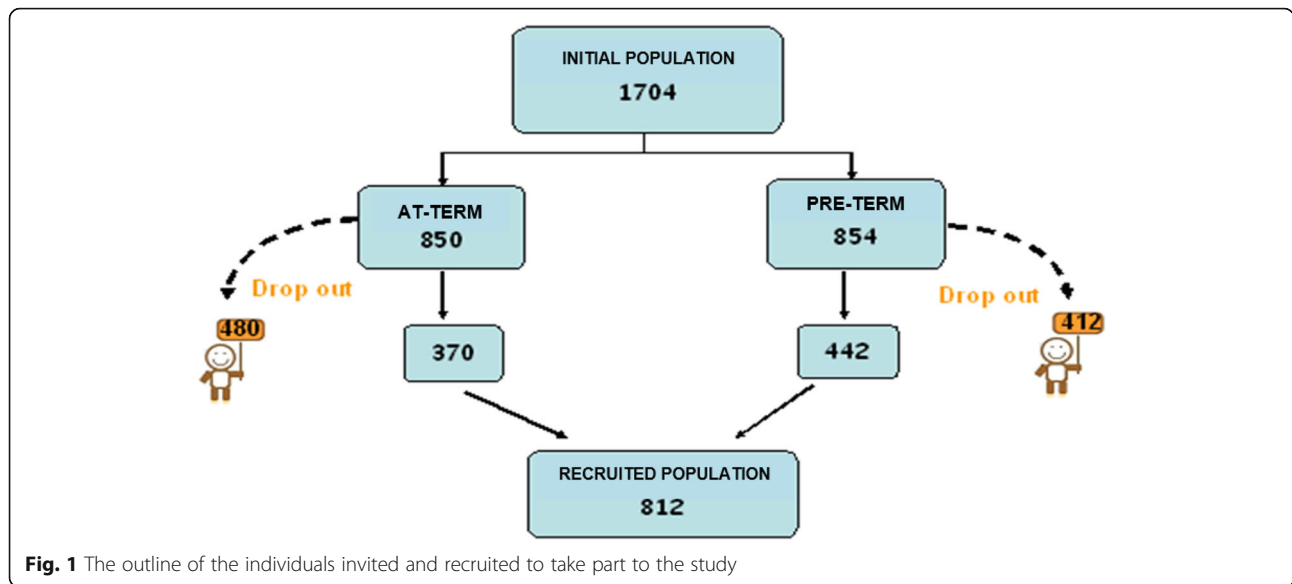 INITIAL POPULATION
1704
AT-TERM
850
PRE-TERM
854
Drop out
Drop out
480
412
370
442
RECRUITED POPULATION
812
Fig. 1 The outline of the individuals invited and recruited to take part to the study